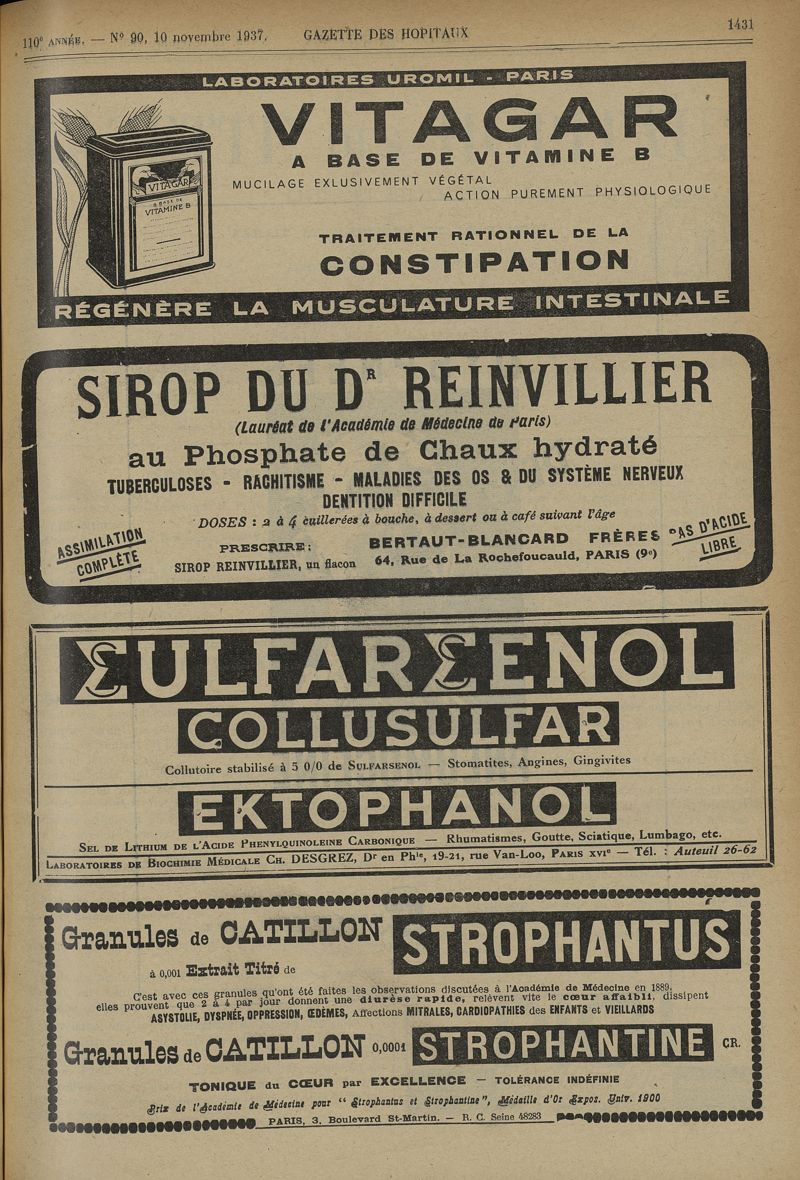 110e ANNÉE. — No 90, 10 novembre 1937. GAZETTE DES HOPITAUX 1431
LABORATOIRES UROMIL - PARIS
VITAGAR
A BASE DE VITAMINE B
MUCILAGE EXLUSIVEMENT VÉGÉTAL
ACTION PUREMENT PHYSIOLOGIQUE
VITAGAR
A BASE DE
VITAMINE B
TRAITEMENT RATIONNEL DE LA
CONSTIPATION
RÉGÉNÈRE LA MUSCULATURE INTESTINALE
SIROP DU DR REINVILLIER
(Lauréat de l'Académie de Médecine de Paris)
au Phosphate de Chaux hydraté
TUBERCULOSES - RACHITISME - MALADIES DES OS & DU SYSTÈME NERVEUX
DENTITION DIFFICILE
DOSES : 2 à 4 cuillerées à bouche, à dessert ou à café suivant l'âge
ASSIMILATION
COMPLÈTE
PRESCRIRE :
SIROP REINVILLIER, un flacon
BERTAUT-BLANCARD FRÈRES
64, Rue de La Rochefoucauld, PARIS (9e)
PAS D'ACIDE
LIBRE
ΣULFARΣENOL
COLLUSULFAR
Collutoire stabilisé à 5 0/0 de SULFARSENOL — Stomatites, Angines, Gingivites
EKTOPHANOL
SEL DE LITHIUM DE L'ACIDE PHENYLQUINOLEINE CARBONIQUE — Rhumatismes, Goutte, Sciatique, Lumbago, etc.
LABORATOIRES DE BIOCHIMIE MÉDICALE CH. DESGREZ, Dr en Phie, 19-21, rue Van-Loo, PARIS XVIe — Tél. : Auteuil 26-62
Granules de CATILLON STROPHANTUS
à 0,001 Extrait Titré de
C'est avec ces granules qu'ont été faites les observations discutées à l'Académie de Médecine en 1889,
elles prouvent que 2 à 4 par jour donnent une diurèse rapide, relèvent vite le cœur affaibli, dissipent
ASYSTOLIE, DYSPNÉE, OPPRESSION, ŒDÈMES, Affections MITRALES, CARDIOPATHIES des ENFANTS et VIEILLARDS
Granules de CATILLON 0,0001 STROPHANTINE CR.
TONIQUE du CŒUR par EXCELLENCE — TOLÉRANCE INDÉFINIE
Prix de l'Académie de Médecine pour "Strophantus et Strophantine", Médaille d'Or Expos. Univ. 1900
PARIS, 3, Boulevard St-Martin. — R. C. Seine 48283